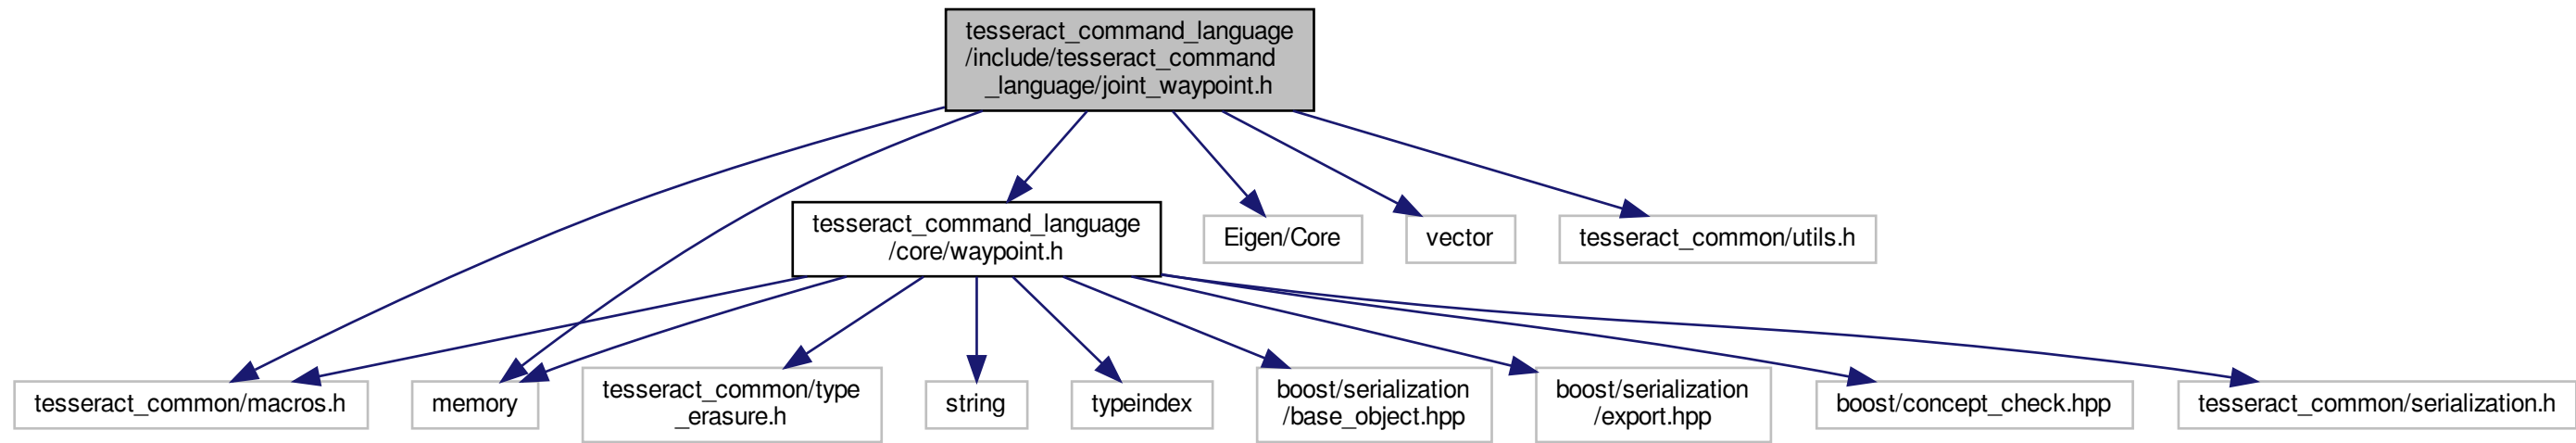 tesseract_command_language
/include/tesseract_command
_language/joint_waypoint.h
tesseract_command_language
/core/waypoint.h
Eigen/Core
vector
tesseract_common/utils.h
tesseract_common/macros.h
memory
tesseract_common/type
_erasure.h
string
typeindex
boost/serialization
/base_object.hpp
boost/serialization
/export.hpp
boost/concept_check.hpp
tesseract_common/serialization.h